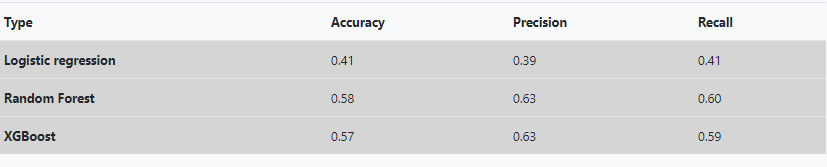 Type Accuracy Precision Recall
Logistic regression 0.41 0.39 0.41
Random Forest 0.58 0.63 0.60
XGBoost 0.57 0.63 0.59